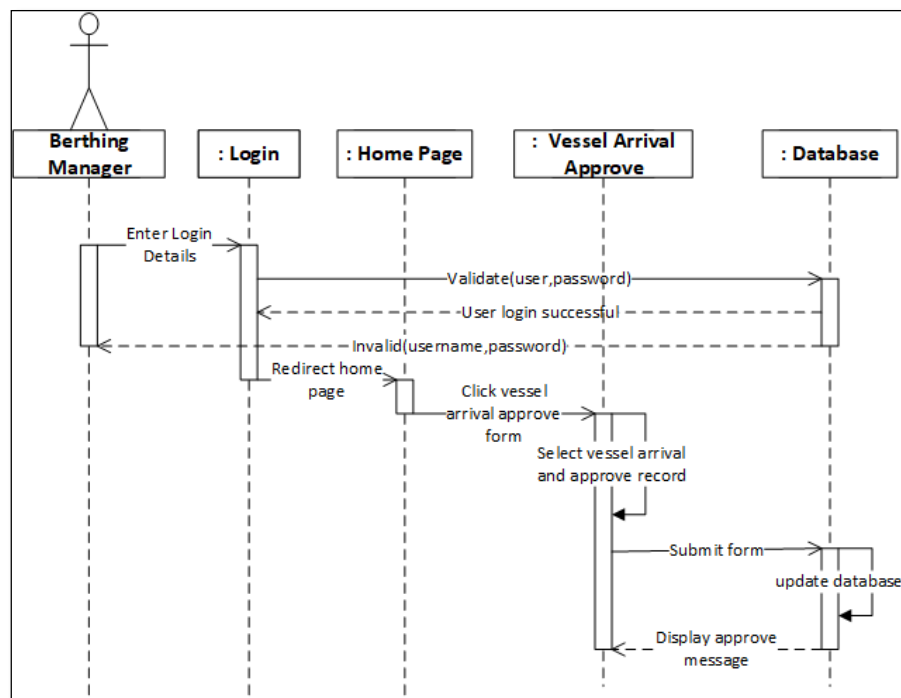 Berthing
Manager
: Login
: Home Page
: Vessel Arrival
Approve
: Database
Enter Login
Details
Validate(user,password)
User login successful
Invalid(username,password)
Redirect home
page
Click vessel
arrival approve
form
Select vessel arrival
and approve record
Submit form
update database
Display approve
message